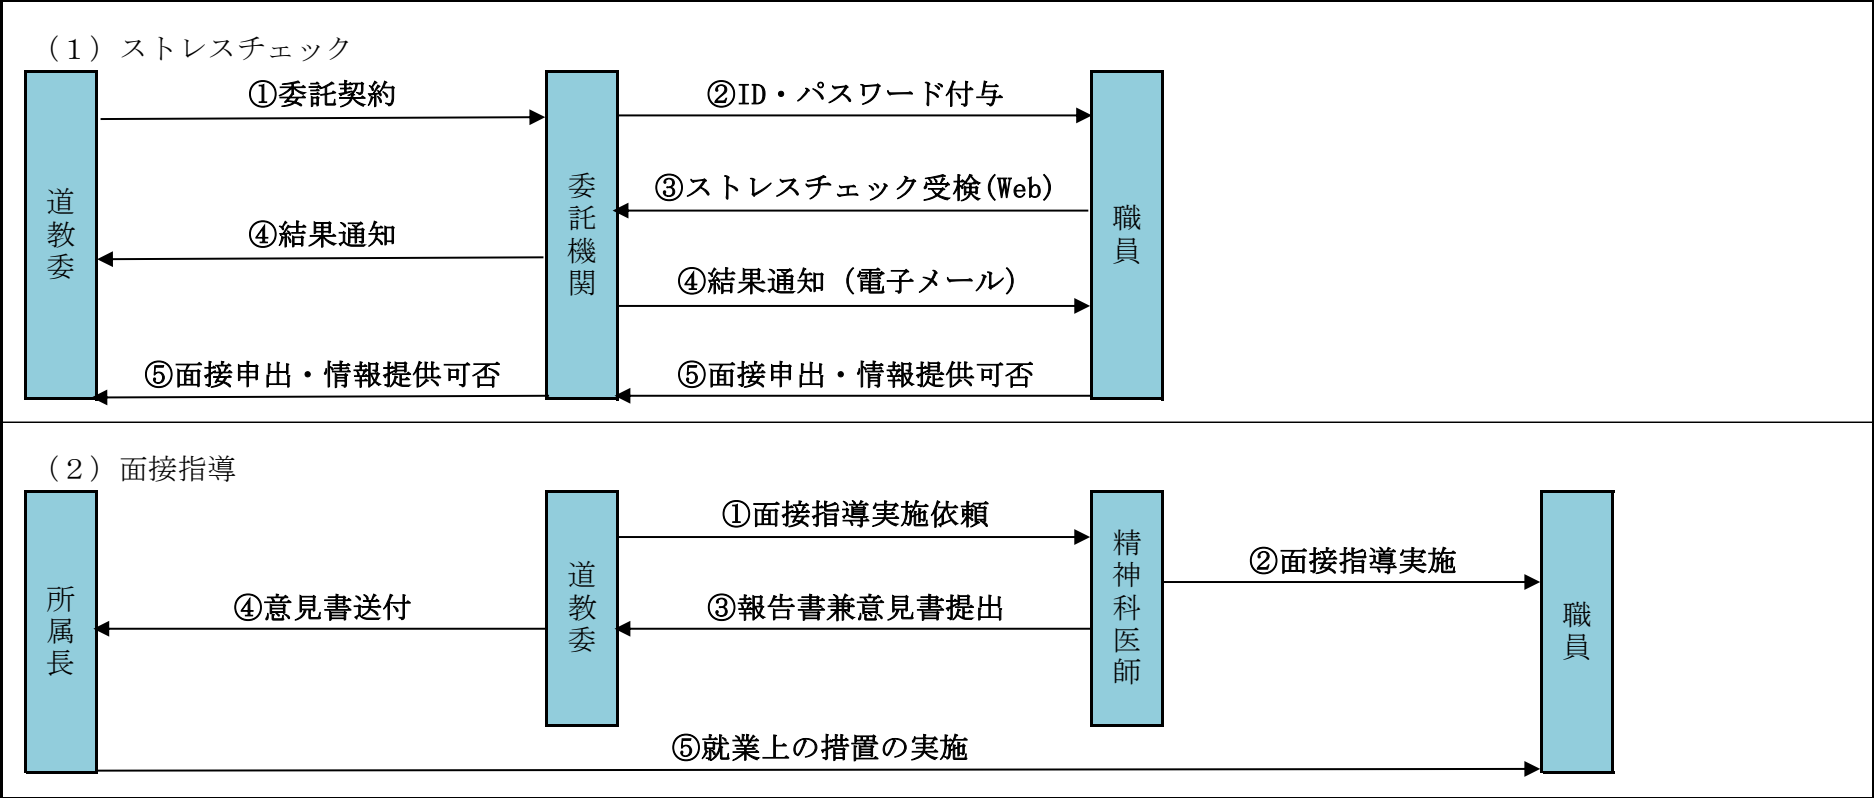 （１）ストレスチェック
①委託契約
②ID・パスワード付与
道教委
委託機関
職員
③ストレスチェック受検(Web)
④結果通知
④結果通知（電子メール）
⑤面接申出・情報提供可否
⑤面接申出・情報提供可否
（２）面接指導
①面接指導実施依頼
②面接指導実施
所属長
道教委
精神科医師
職員
④意見書送付
③報告書兼意見書提出
⑤就業上の措置の実施